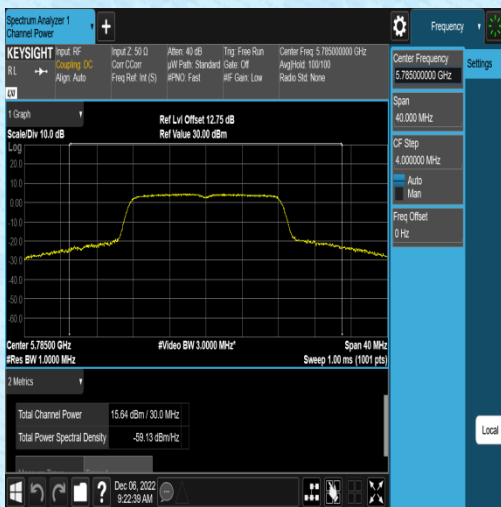 Spectrum Analyzer 1
Channel Power
Frequency
KEYSIGHT
RL
Input: RF
Coupling: DC
Align: Auto
Input Z: 50 Ω
Corr CCorr
Freq Ref: Int (S)
Atten: 40 dB
µW Path: Standard
#PNO: Fast
Trig: Free Run
Gate: Off
#IF Gain: Low
Center Freq: 5.785000000 GHz
Avg|Hold: 100/100
Radio Std: None
Center Frequency
5.785000000 GHz
Settings
Span
40.000 MHz
CF Step
4.000000 MHz
Auto
Man
Freq Offset
0 Hz
1 Graph
Scale/Div 10.0 dB
Ref Lvl Offset 12.75 dB
Ref Value 30.00 dBm
Log
20.0
10.0
0.00
-10.0
-20.0
-30.0
-40.0
-50.0
-60.0
Center 5.78500 GHz
#Res BW 1.0000 MHz
#Video BW 3.0000 MHz*
Span 40 MHz
Sweep 1.00 ms (1001 pts)
2 Metrics
Total Channel Power 15.64 dBm / 30.0 MHz
Total Power Spectral Density -59.13 dBm/Hz
Local
?
Dec 06, 2022
9:22:39 AM